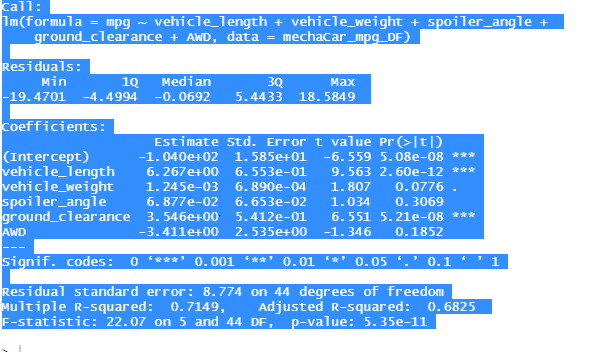 Call:
lm(formula = mpg ~ vehicle_length + vehicle_weight + spoiler_angle +
    ground_clearance + AWD, data = mechaCar_mpg_DF)
Residuals:
     Min       1Q   Median       3Q      Max
-19.4701  -4.4994  -0.0692   5.4433  18.5849
Coefficients:
                   Estimate Std. Error t value Pr(>|t|)
(Intercept)      -1.040e+02  1.585e+01  -6.559 5.08e-08 ***
vehicle_length    6.267e+00  6.553e-01   9.563 2.60e-12 ***
vehicle_weight    1.245e-03  6.890e-04   1.807   0.0776 .
spoiler_angle     6.877e-02  6.653e-02   1.034   0.3069
ground_clearance  3.546e+00  5.412e-01   6.551 5.21e-08 ***
AWD              -3.411e+00  2.535e+00  -1.346   0.1852
---
Signif. codes:  0 ‘***’ 0.001 ‘**’ 0.01 ‘*’ 0.05 ‘.’ 0.1 ‘ ’ 1
Residual standard error: 8.774 on 44 degrees of freedom
Multiple R-squared:  0.7149,    Adjusted R-squared:  0.6825
F-statistic: 22.07 on 5 and 44 DF,  p-value: 5.35e-11
>